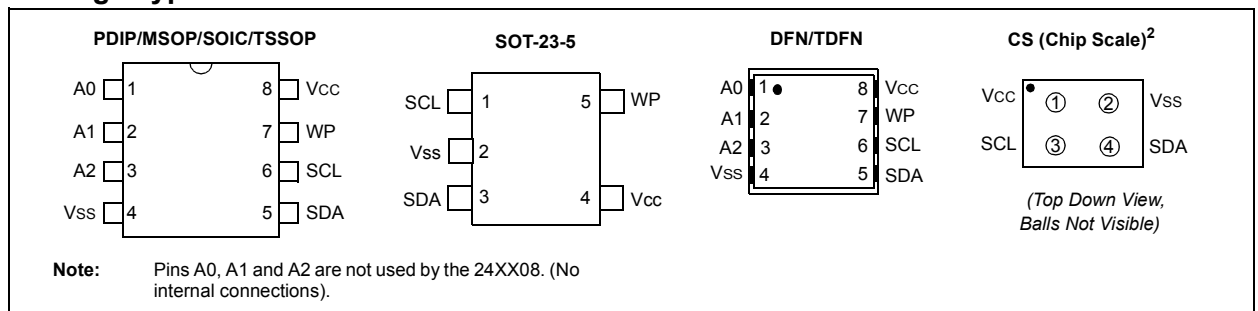 PDIP/MSOP/SOIC/TSSOP
A0 1 8 VCC
A1 2 7 WP
A2 3 6 SCL
VSS 4 5 SDA
SOT-23-5
SCL 1 5 WP
Vss 2
SDA 3 4 Vcc
DFN/TDFN
A0 1 8 VCC
A1 2 7 WP
A2 3 6 SCL
VSS 4 5 SDA
CS (Chip Scale)2
VCC 1 2 VSS
SCL 3 4 SDA
(Top Down View,
Balls Not Visible)
Note: Pins A0, A1 and A2 are not used by the 24XX08. (No
internal connections).